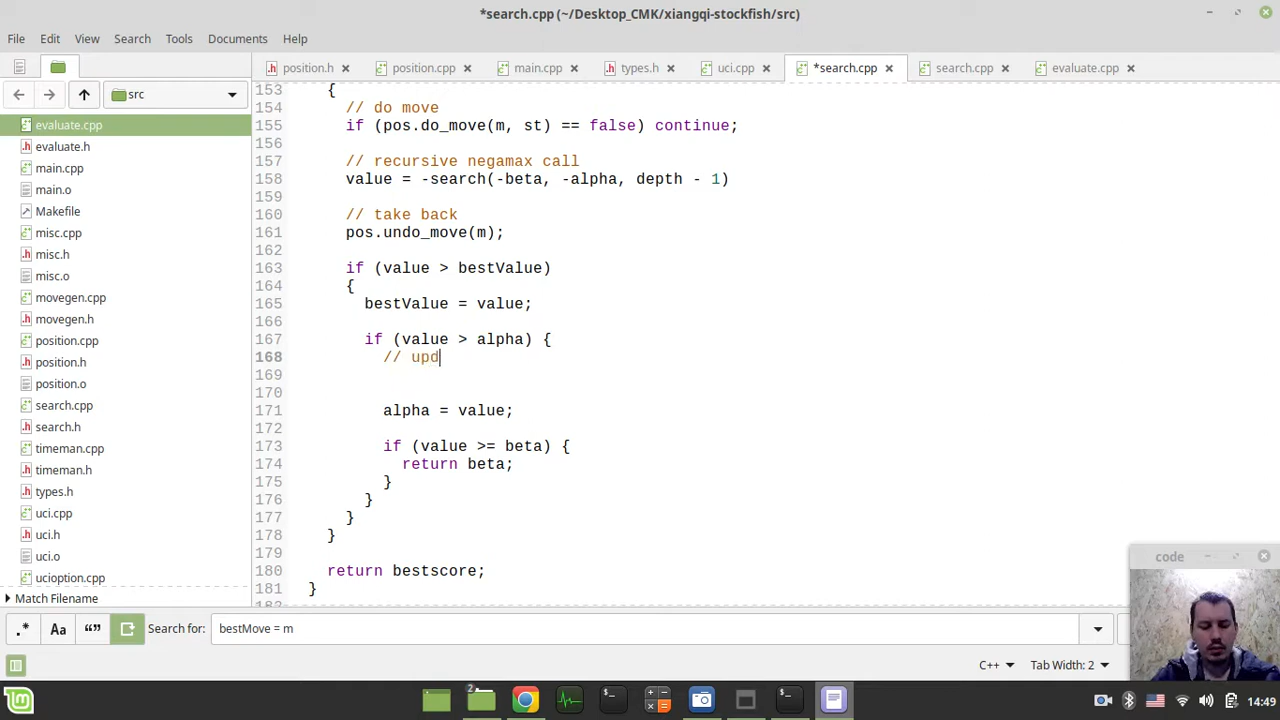 *search.cpp (~/Desktop_CMK/xiangqi-stockfish/src)
File Edit View Search Tools Documents Help
position.h position.cpp main.cpp types.h uci.cpp *search.cpp search.cpp evaluate.cpp
src
evaluate.cpp
evaluate.h
main.cpp
main.o
Makefile
misc.cpp
misc.h
misc.o
movegen.cpp
movegen.h
position.cpp
position.h
position.o
search.cpp
search.h
timeman.cpp
timeman.h
types.h
uci.cpp
uci.h
uci.o
ucioption.cpp
Match Filename
153 {
154 // do move
155 if (pos.do_move(m, st) == false) continue;
156
157 // recursive negamax call
158 value = -search(-beta, -alpha, depth - 1)
159
160 // take back
161 pos.undo_move(m);
162
163 if (value > bestValue)
164 {
165 bestValue = value;
166
167 if (value > alpha) {
168 // upd
169
170
171 alpha = value;
172
173 if (value >= beta) {
174 return beta;
175 }
176 }
177 }
178 }
179
180 return bestscore;
181 }
code
.* Aa “” Search for: bestMove = m
C++ Tab Width: 2
2
14:49